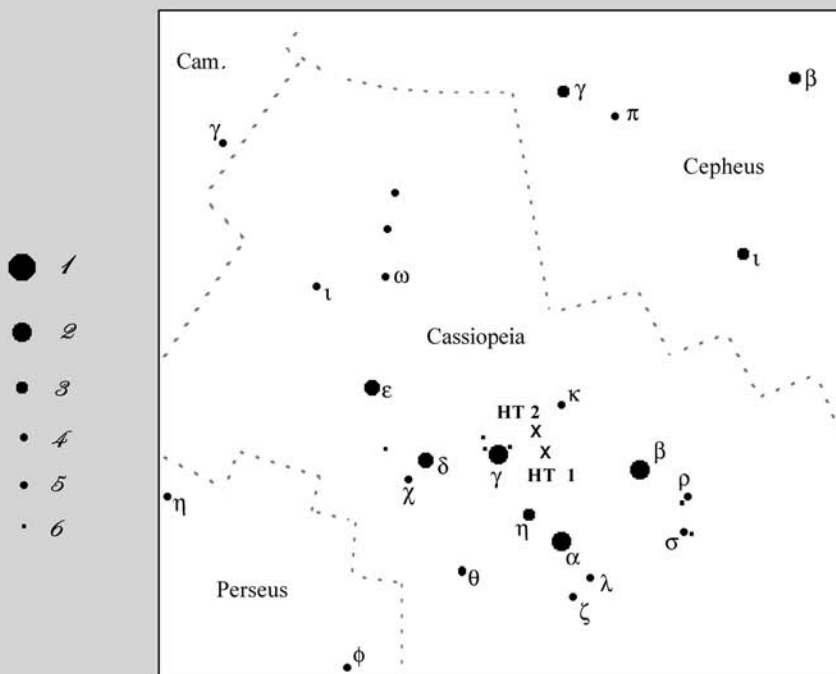 Cam.
γ
β
π
γ
Cepheus
ι
1
ω
ι
2
Cassiopeia
3
ε
κ
HT 2
4
δ
γ
β
HT 1
5
χ
ρ
η
6
η
σ
α
θ
λ
Perseus
ζ
φ